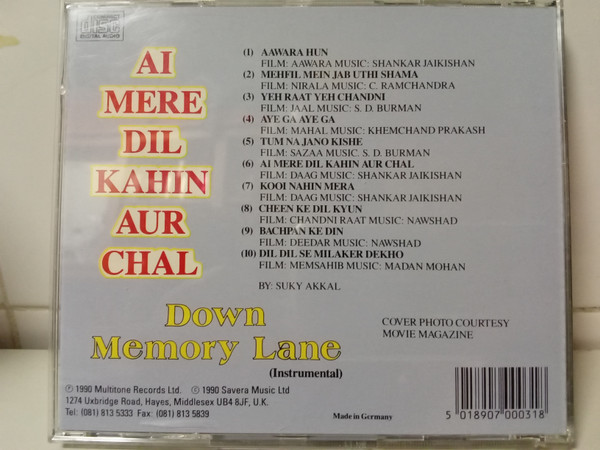 disc
DIGITAL AUDIO
AI
MERE
DIL
KAHIN
AUR
CHAL
(1) AAWARA HUN
FILM: AAWARA MUSIC: SHANKAR JAIKISHAN
(2) MEHFIL MEIN JAB UTHI SHAMA
FILM: NIRALA MUSIC: C. RAMCHANDRA
(3) YEH RAAT YEH CHANDNI
FILM: JAAL MUSIC: S. D. BURMAN
(4) AYE GA AYE GA
FILM: MAHAL MUSIC: KHEMCHAND PRAKASH
(5) TUM NA JANO KISHE
FILM: SAZAA MUSIC. S. D. BURMAN
(6) AI MERE DIL KAHIN AUR CHAL
FILM: DAAG MUSIC: SHANKAR JAIKISHAN
(7) KOOI NAHIN MERA
FILM: DAAG MUSIC: SHANKAR JAIKISHAN
(8) CHEEN KE DIL KYUN
FILM: CHANDNI RAAT MUSIC: NAWSHAD
(9) BACHPAN KE DIN
FILM: DEEDAR MUSIC: NAWSHAD
(10) DIL DIL SE MILAKER DEKHO
FILM: MEMSAHIB MUSIC: MADAN MOHAN
BY: SUKY AKKAL
Down
Memory Lane
(Instrumental)
COVER PHOTO COURTESY
MOVIE MAGAZINE
℗ 1990 Multitone Records Ltd. © 1990 Savera Music Ltd
1274 Uxbridge Road, Hayes, Middlesex UB4 8JF, U.K.
Tel: (081) 813 5333 Fax: (081) 813 5839
Made in Germany
5 018907 000318